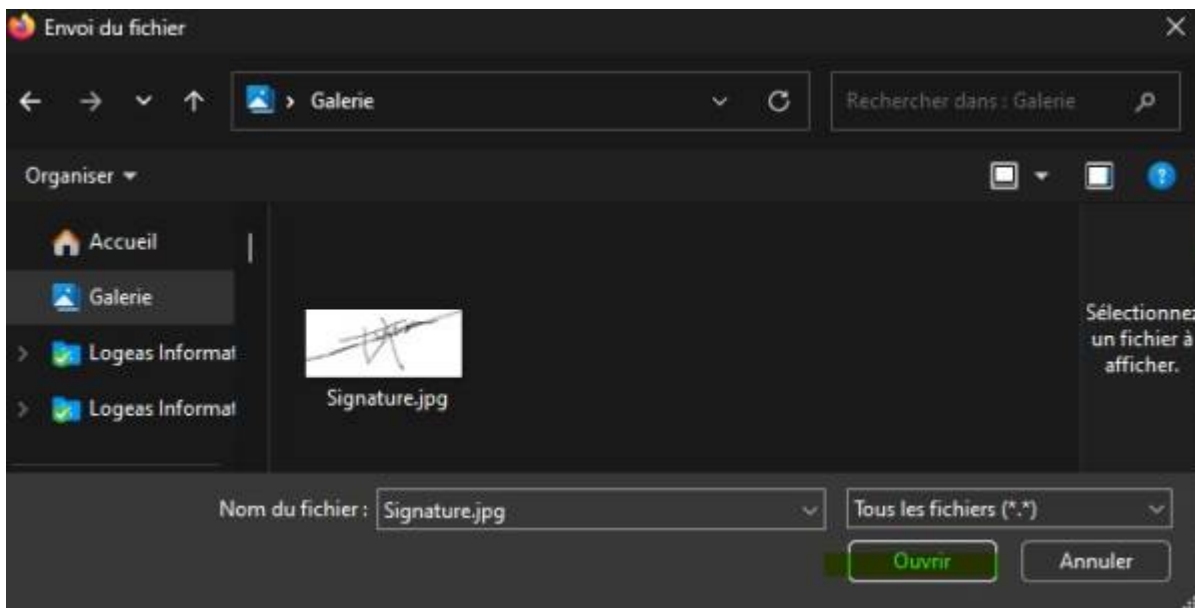 Envoi du fichier
Galerie
Rechercher dans : Galerie
Organiser
Accueil
Galerie
Logeas Informat
Logeas Informat
Signature.jpg
Sélectionnez
un fichier à
afficher.
Nom du fichier : Signature.jpg
Tous les fichiers (*.*)
Ouvrir
Annuler